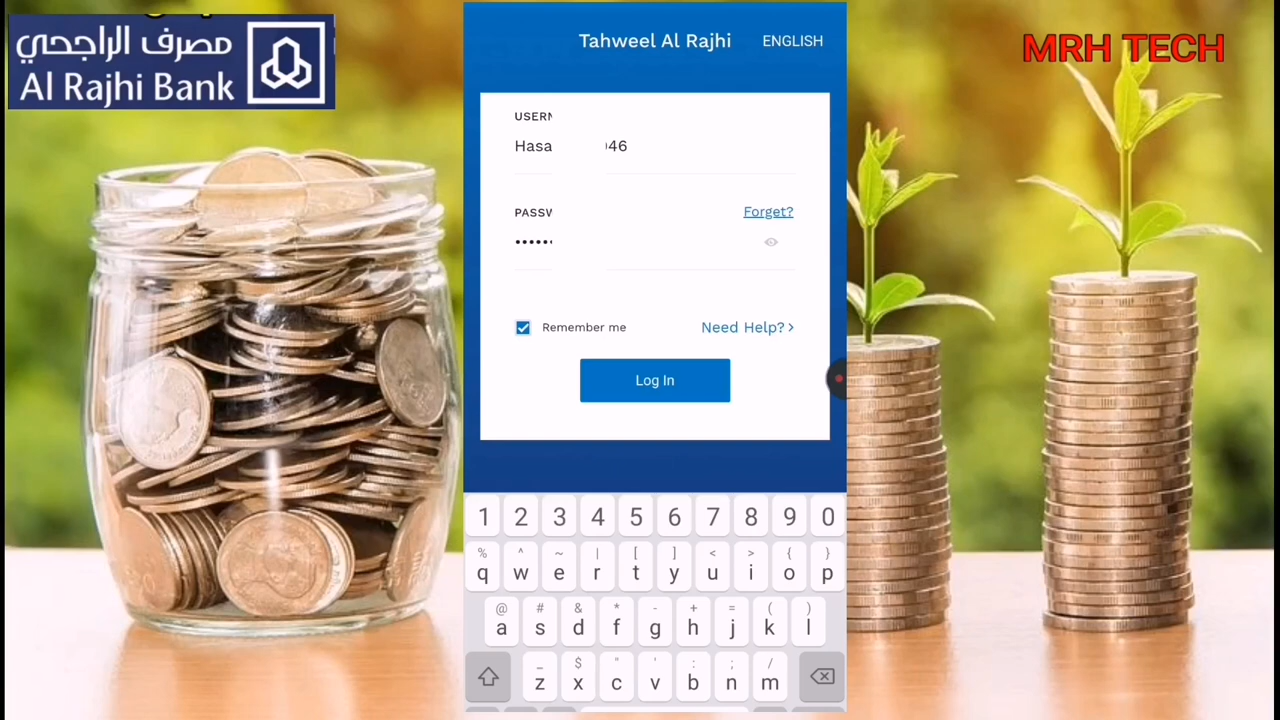 مصرف الراجحي
Al Rajhi Bank
MRH TECH
Tahweel Al Rajhi ENGLISH
USERN
Hasa 46
PASSW Forget?
Remember me Need Help? >
Log In
1 2 3 4 5 6 7 8 9 0
% ^ ~ | [ ] < > { }
q w e r t y u i o p
@ # & * - + = ( )
a s d f g h j k l
_ $ " ' : ; /
z x c v b n m